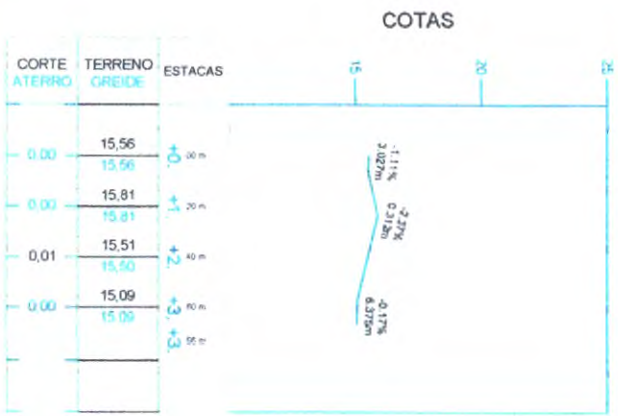 COTAS
CORTE TERRENO ESTACAS
ATERRO GREIDE
15 20 25
15,56
0,00 +0. 00 m
15,56
-1.11%
3.027m
15,81
0,00 +1. 20 m
15,81
-2.37%
0.312m
15,51
0,01 +2. 40 m
15,50
15,09
0,00 +3. 60 m
15,09
-0.17%
6.375m
+3.